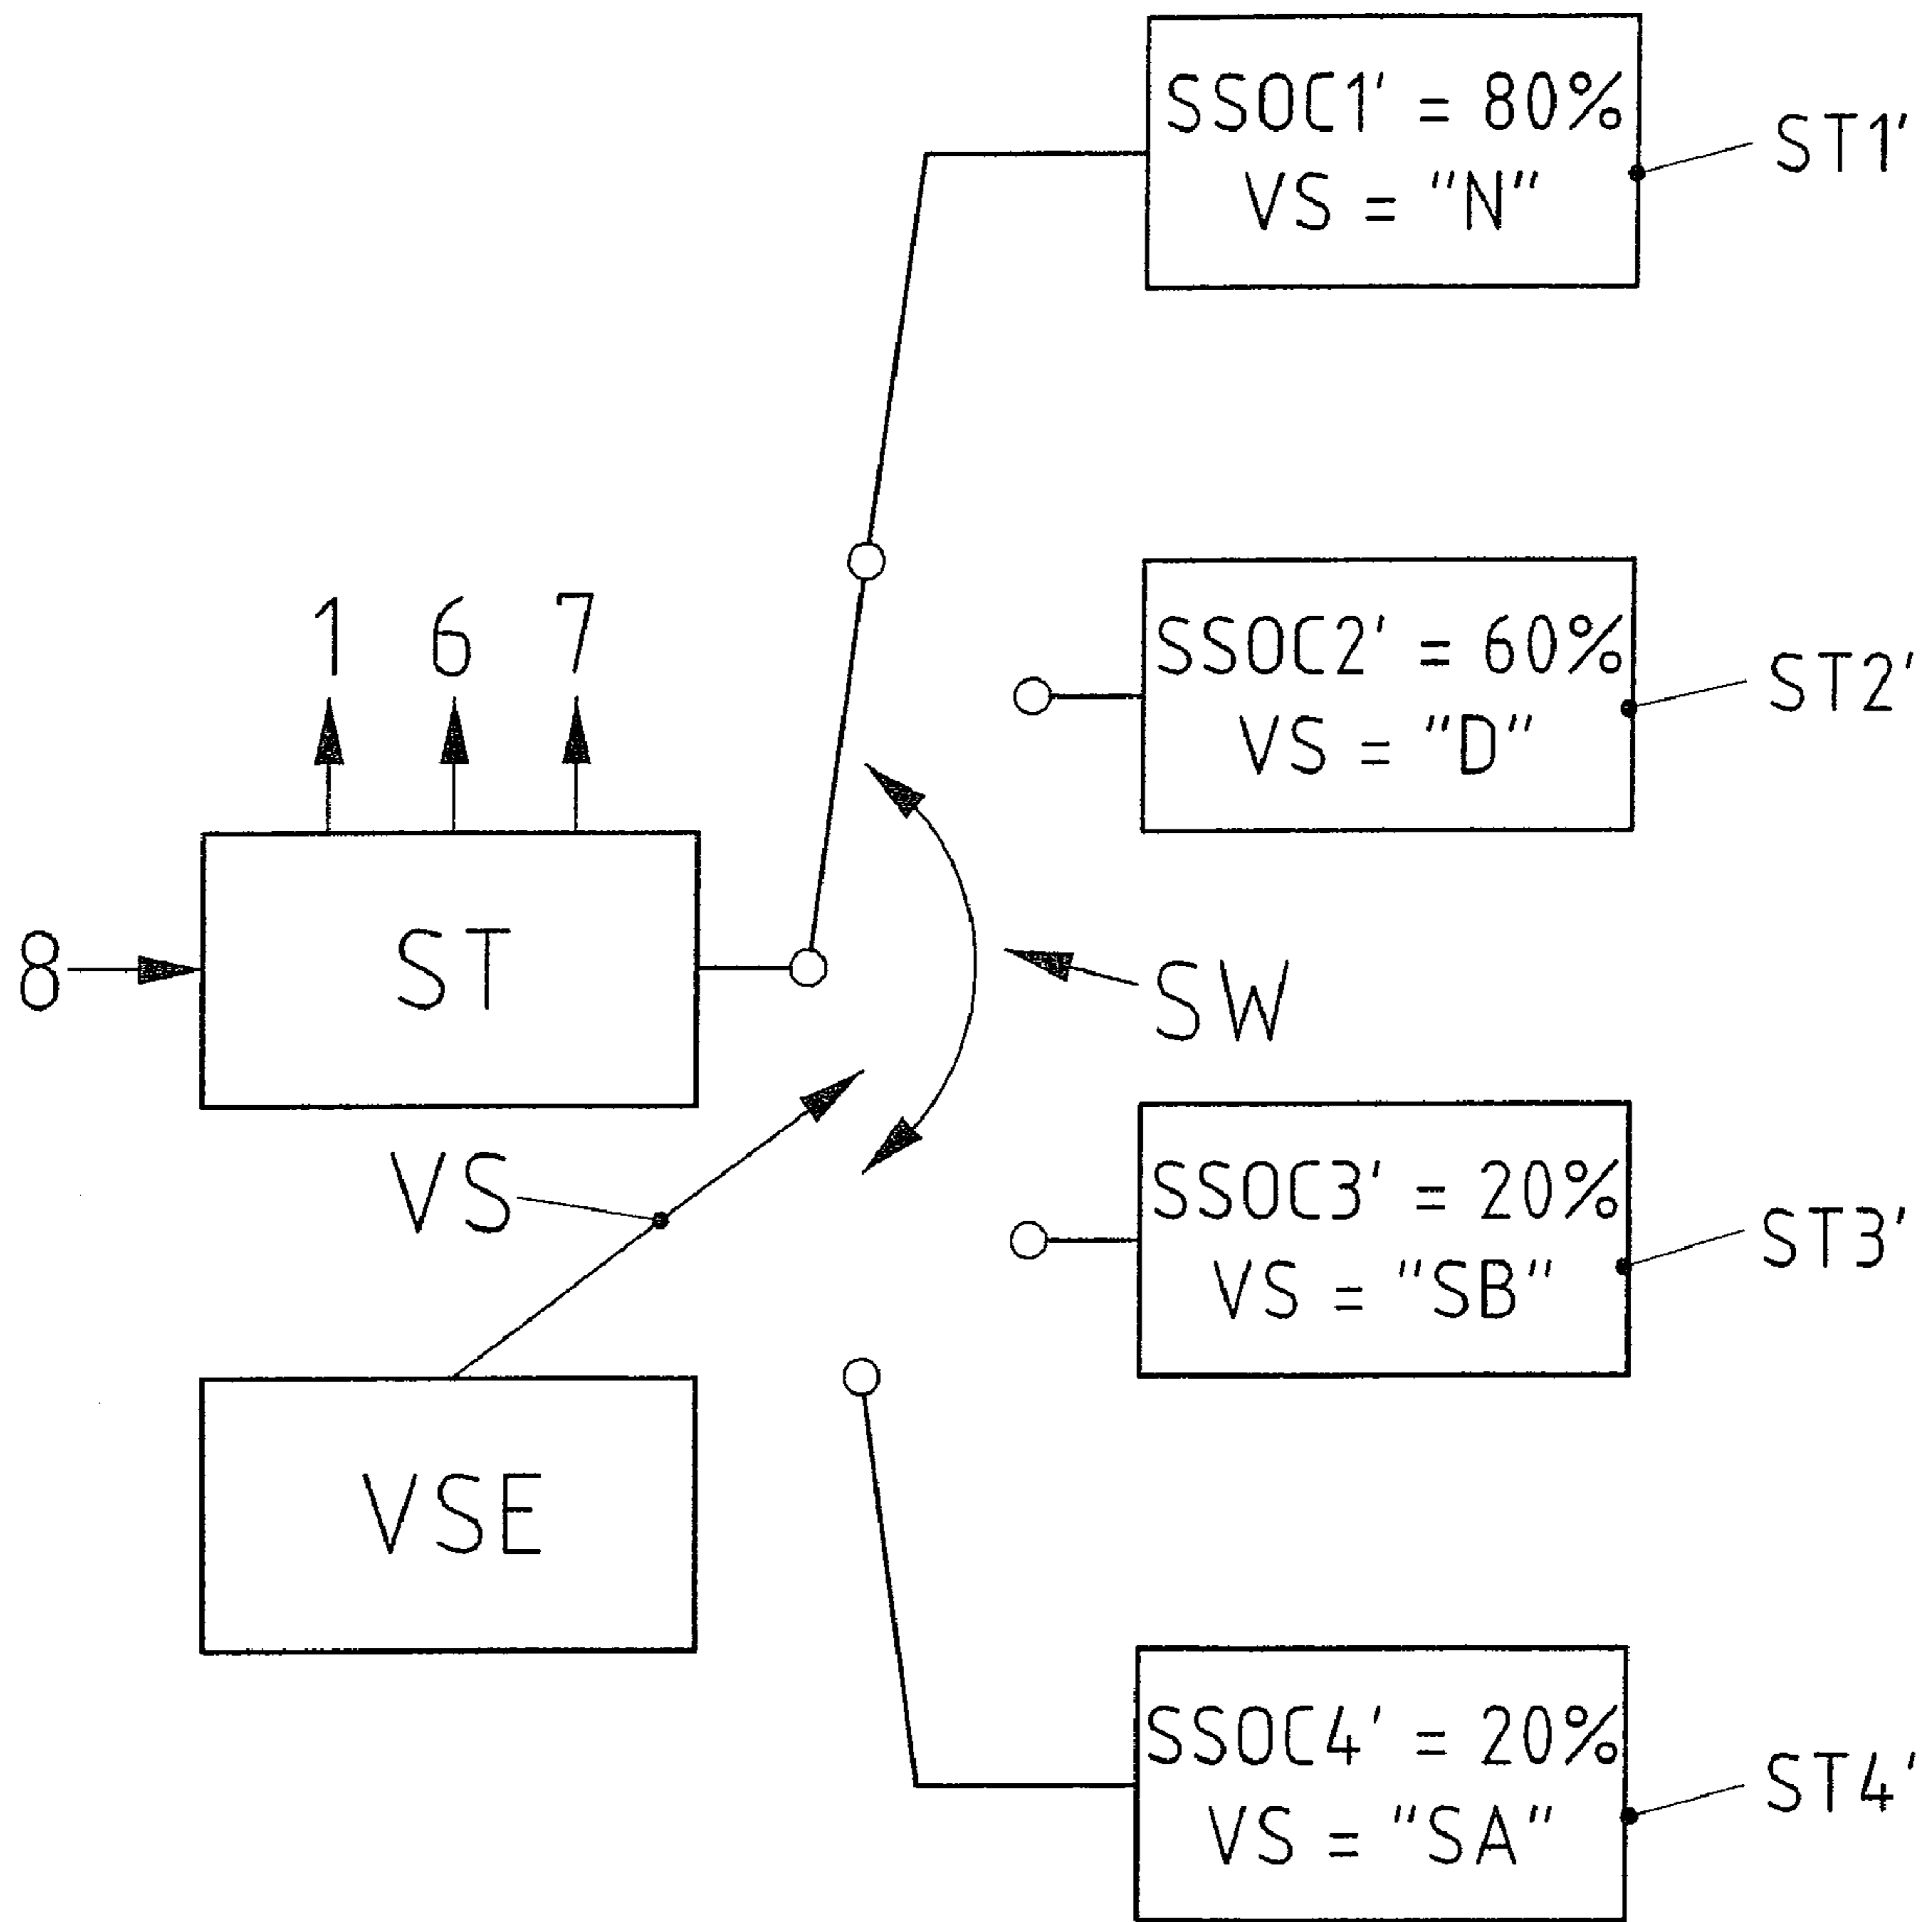 SSOC1' = 80%
VS = "N"
ST1'
1 6 7
SSOC2' = 60%
VS = "D"
ST2'
8
ST
SW
VS
SSOC3' = 20%
VS = "SB"
ST3'
VSE
SSOC4' = 20%
VS = "SA"
ST4'